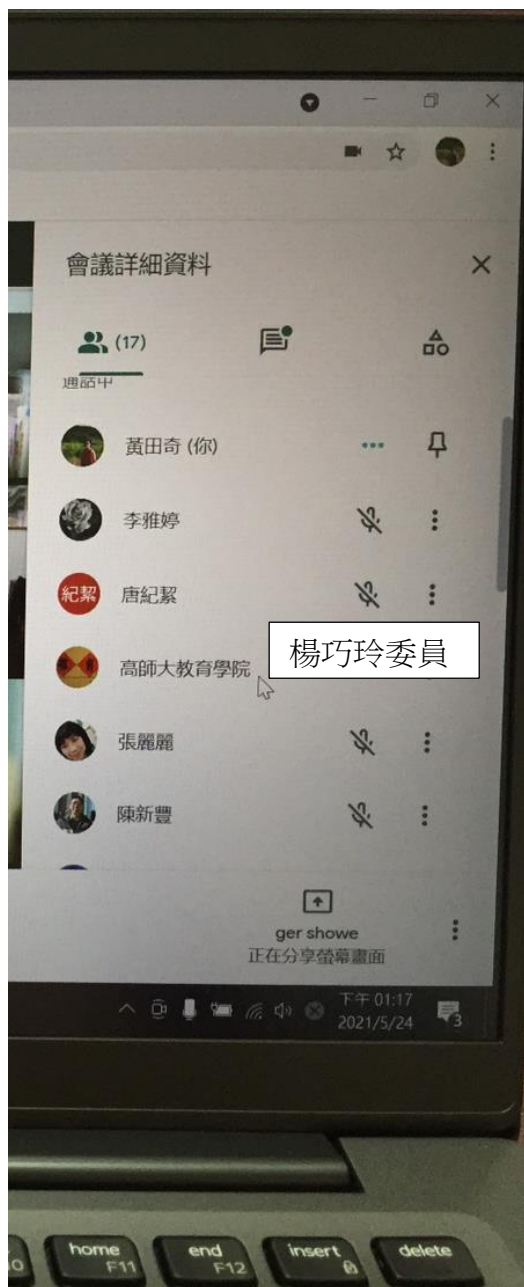 會議詳細資料
(17)
通話中
黃田奇 (你)
李雅婷
紀絜 唐紀絜
高師大教育學院
楊巧玲委員
張麗麗
陳新豐
ger showe
正在分享螢幕畫面
下午 01:17
2021/5/24
3
home
F11
end
F12
insert
delete